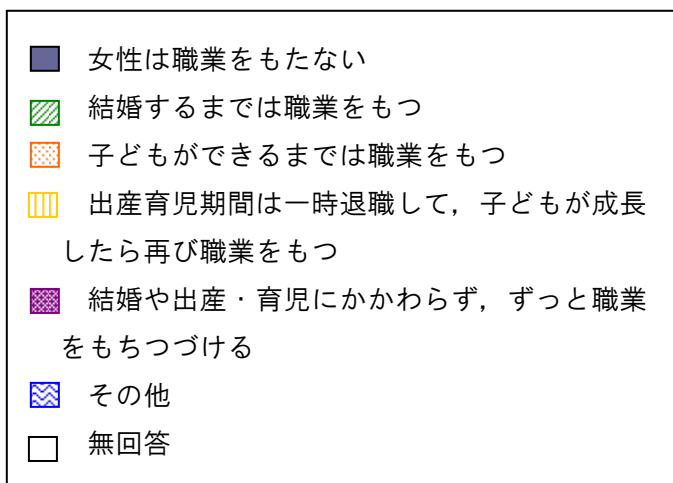 女性は職業をもたない
結婚するまでは職業をもつ
子どもができるまでは職業をもつ
出産育児期間は一時退職して，子どもが成長
したら再び職業をもつ
結婚や出産・育児にかかわらず，ずっと職業
をもちつづける
その他
無回答